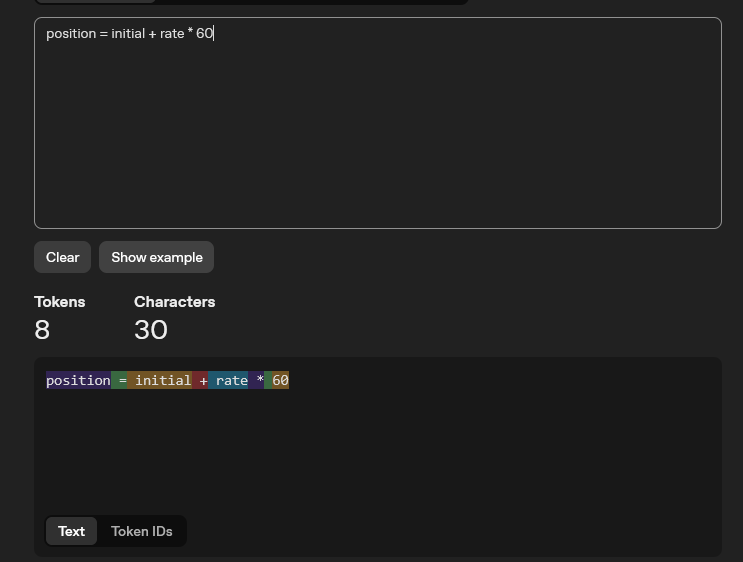 position = initial + rate * 60
Clear
Show example
Tokens
Characters
8
30
position = initial + rate * 60
Text
Token IDs